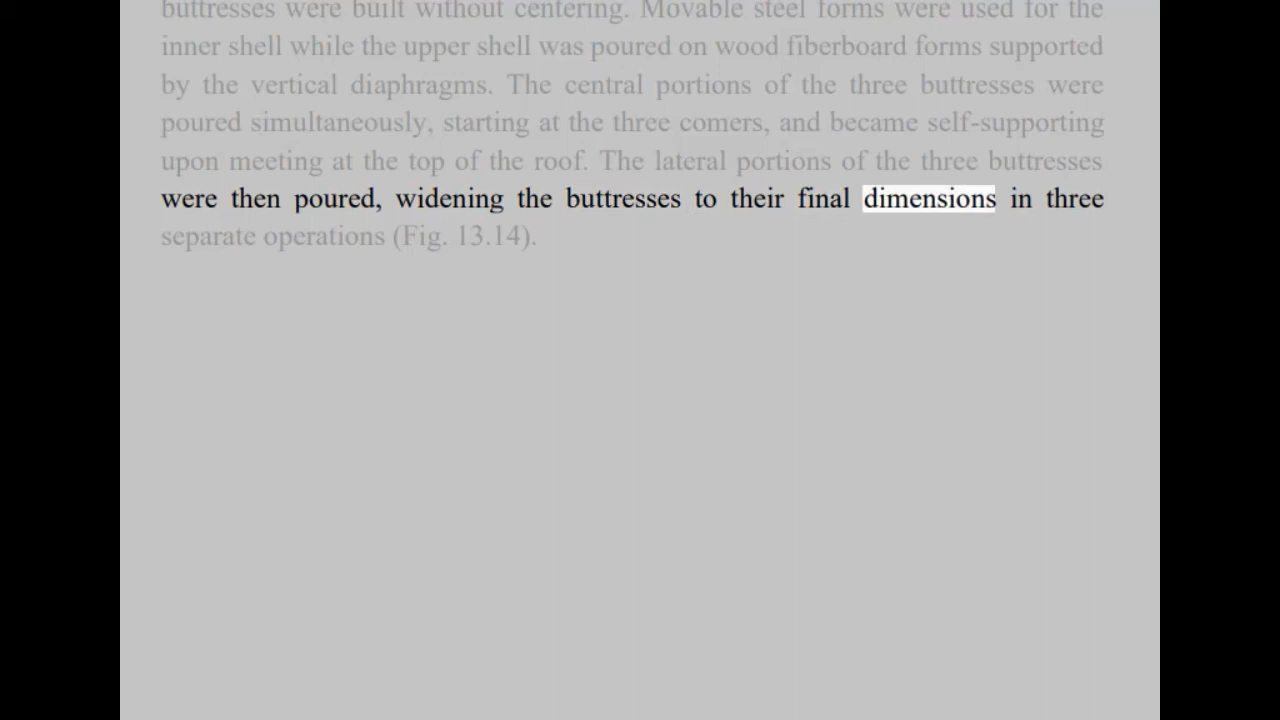 buttresses were built without centering. Movable steel forms were used for the
inner shell while the upper shell was poured on wood fiberboard forms supported
by the vertical diaphragms. The central portions of the three buttresses were
poured simultaneously, starting at the three comers, and became self-supporting
upon meeting at the top of the roof. The lateral portions of the three buttresses
were then poured, widening the buttresses to their final dimensions in three
separate operations (Fig. 13.14).